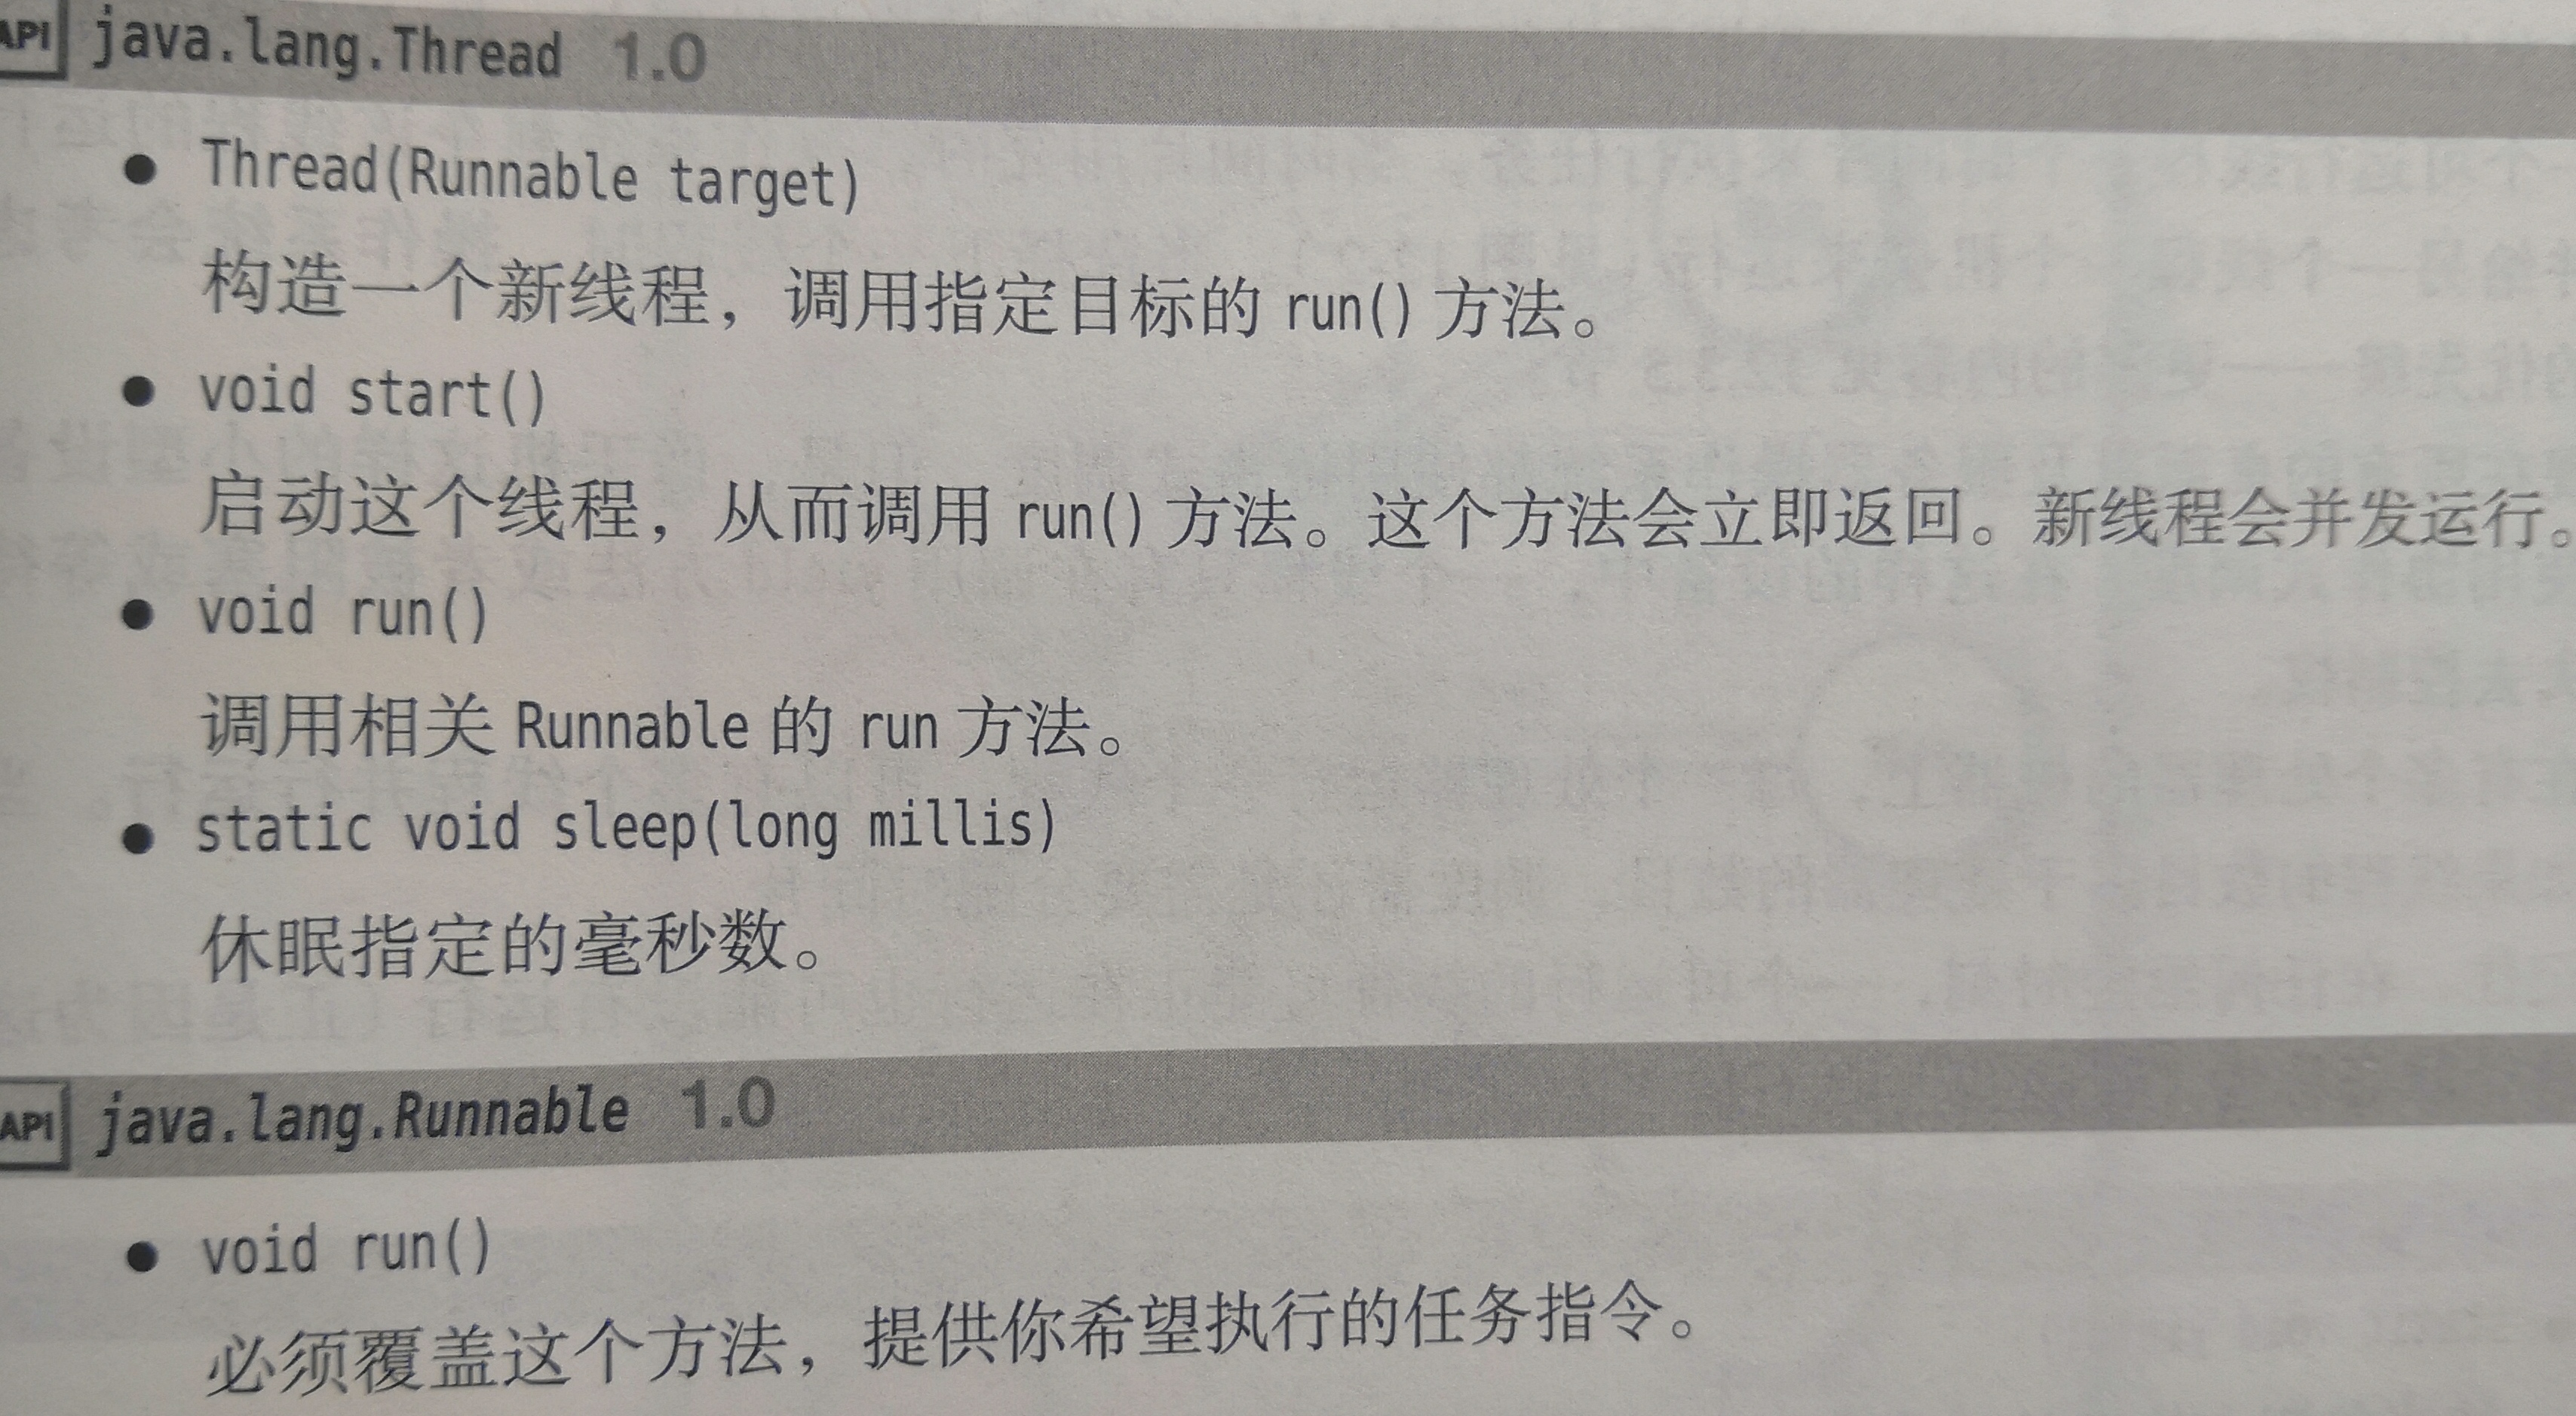 API java.lang.Thread 1.0
• Thread(Runnable target)
构造一个新线程，调用指定目标的 run() 方法。
• void start()
启动这个线程，从而调用 run() 方法。这个方法会立即返回。新线程会并发运行。
• void run()
调用相关 Runnable 的 run 方法。
• static void sleep(long millis)
休眠指定的毫秒数。
API java.lang.Runnable 1.0
• void run()
必须覆盖这个方法，提供你希望执行的任务指令。